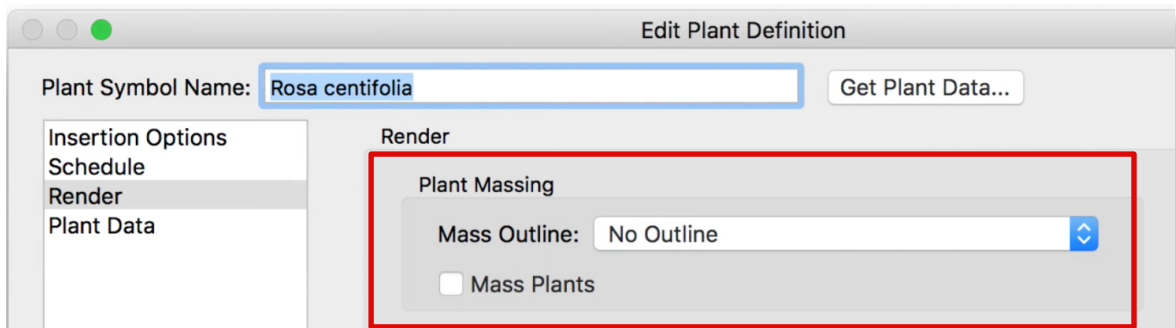 Edit Plant Definition
Plant Symbol Name: Rosa centifolia Get Plant Data...
Insertion Options
Schedule
Render
Plant Data
Render
Plant Massing
Mass Outline: No Outline
Mass Plants